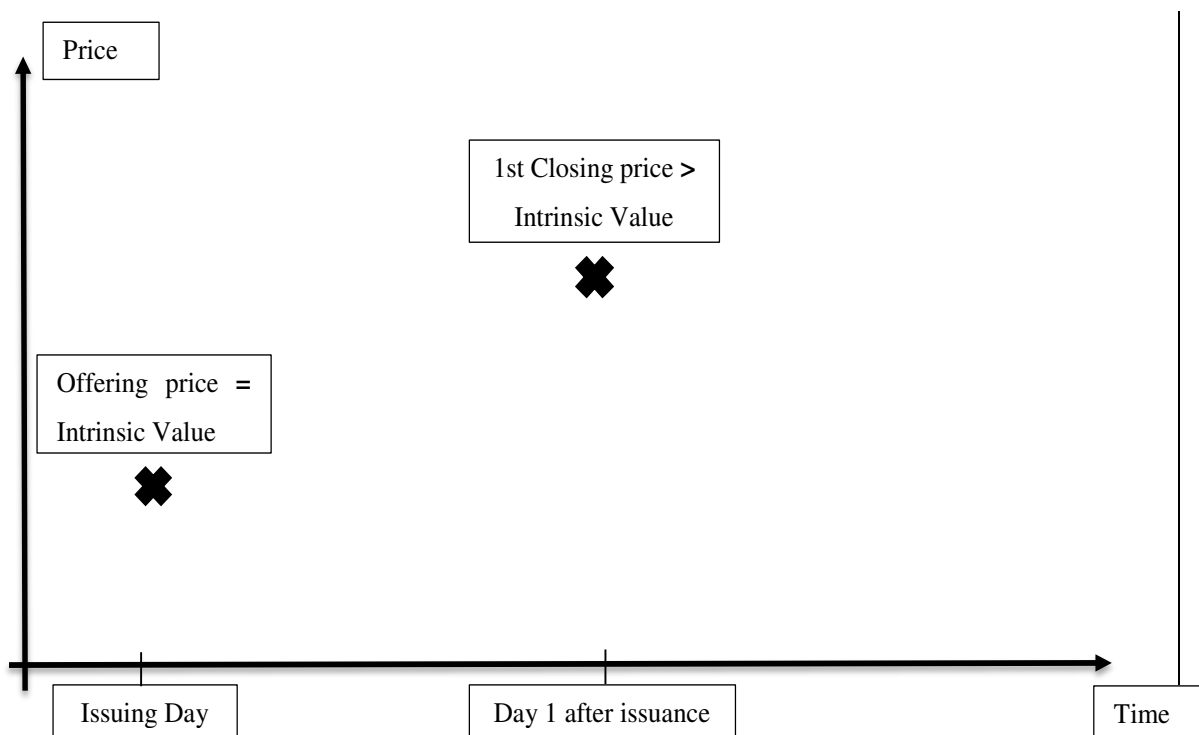 Price
1st Closing price >
Intrinsic Value
Offering price =
Intrinsic Value
Issuing Day
Day 1 after issuance
Time